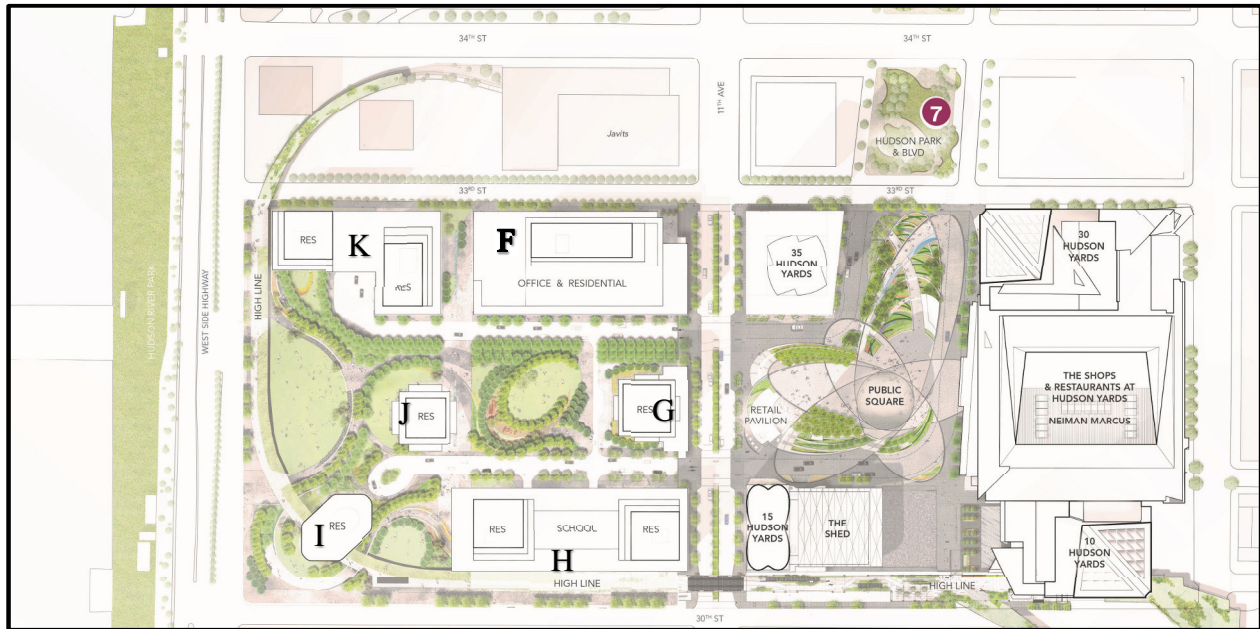 34TH ST
34TH ST
11TH AVE
Javits
7
HUDSON PARK
& BLVD
33RD ST
33RD ST
HUDSON RIVER PARK
WEST SIDE HIGHWAY
HIGH LINE
RES
K
RES
F
OFFICE & RESIDENTIAL
35
HUDSON
YARDS
30
HUDSON
YARDS
J
RES
RES
G
RETAIL
PAVILION
PUBLIC
SQUARE
THE SHOPS
& RESTAURANTS AT
HUDSON YARDS
NEIMAN MARCUS
I
RES
RES
SCHOOL
RES
H
HIGH LINE
15
HUDSON
YARDS
THE
SHED
10
HUDSON
YARDS
HIGH LINE
30TH ST